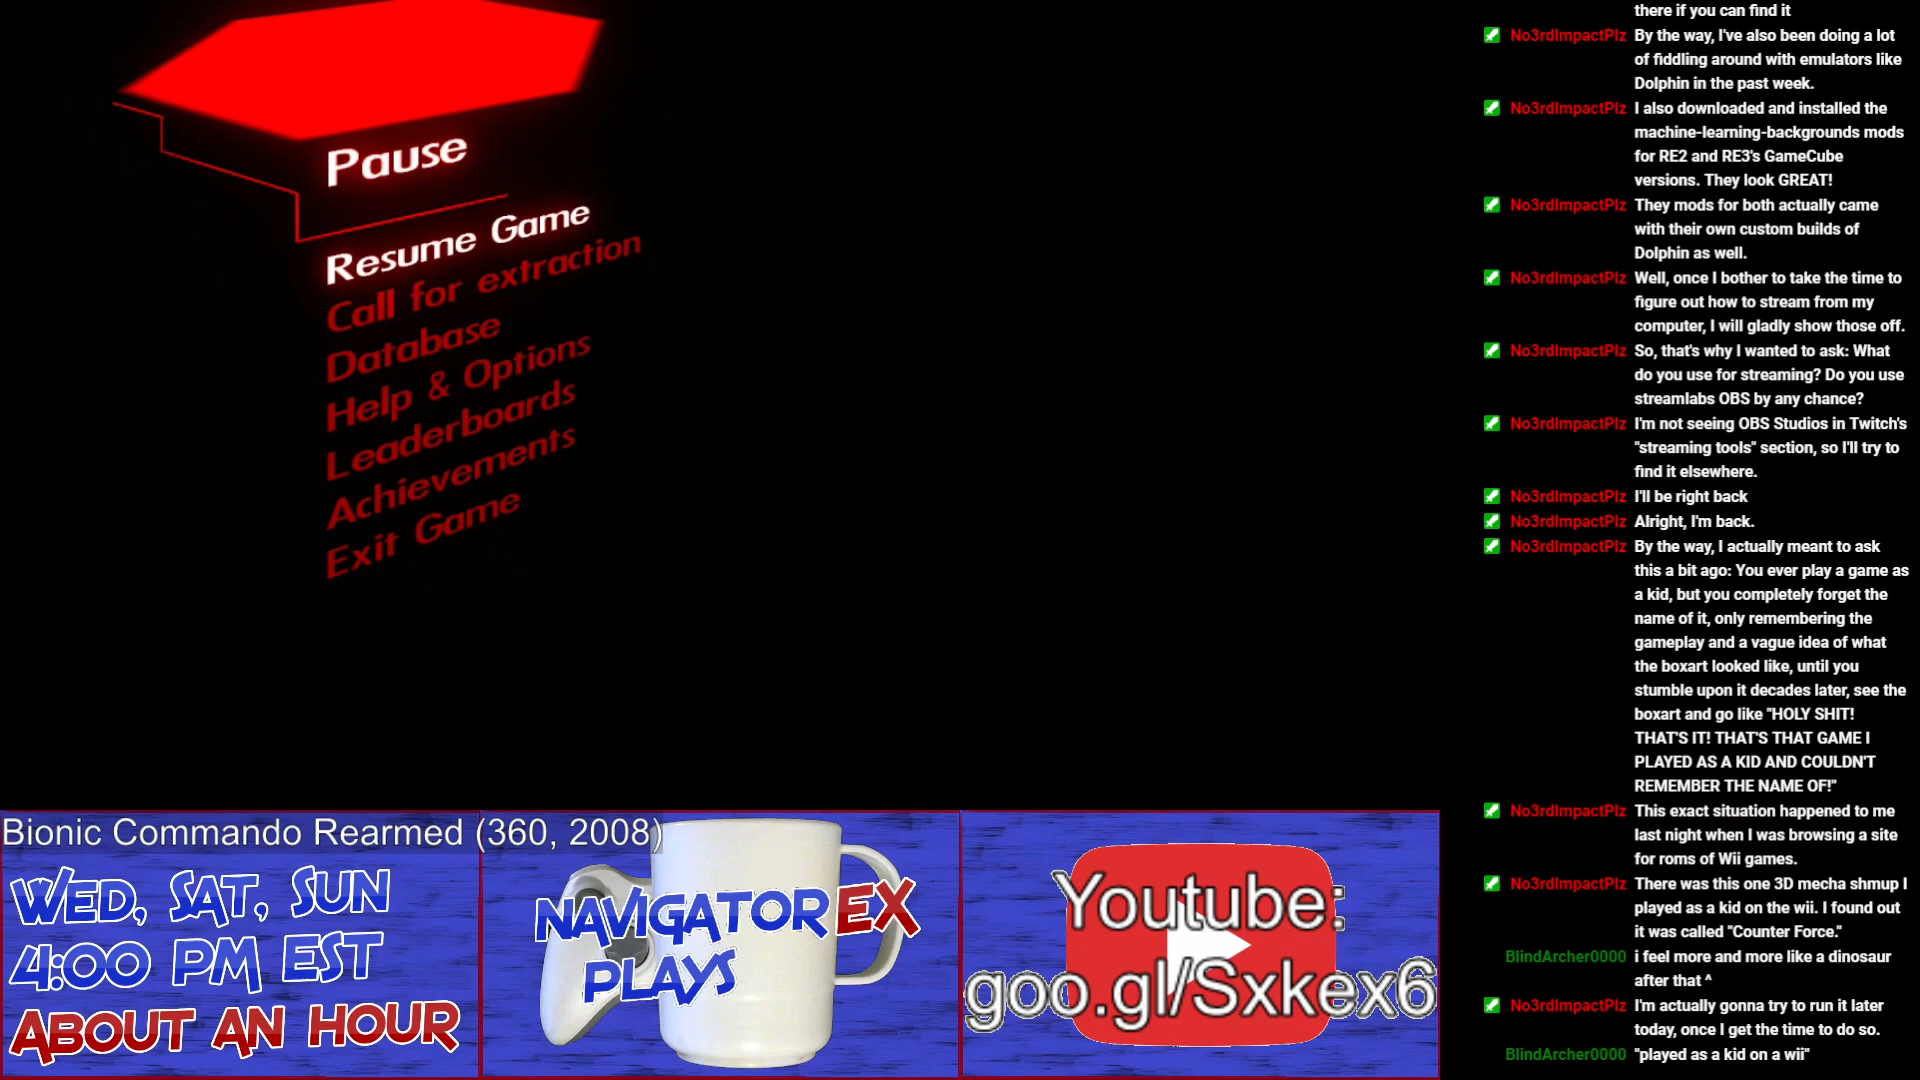 Pause
Resume Game
Call for extraction
Database
Help & Options
Leaderboards
Achievements
Exit Game
Bionic Commando Rearmed (360, 2008)
WED, SAT, SUN
4:00 PM EST
ABOUT AN HOUR
NAVIGATOR EX
PLAYS
Youtube:
goo.gl/Sxkex6
there if you can find it
No3rdImpactPlz By the way, I've also been doing a lot
of fiddling around with emulators like
Dolphin in the past week.
No3rdImpactPlz I also downloaded and installed the
machine-learning-backgrounds mods
for RE2 and RE3's GameCube
versions. They look GREAT!
No3rdImpactPlz They mods for both actually came
with their own custom builds of
Dolphin as well.
No3rdImpactPlz Well, once I bother to take the time to
figure out how to stream from my
computer, I will gladly show those off.
No3rdImpactPlz So, that's why I wanted to ask: What
do you use for streaming? Do you use
streamlabs OBS by any chance?
No3rdImpactPlz I'm not seeing OBS Studios in Twitch's
"streaming tools" section, so I'll try to
find it elsewhere.
No3rdImpactPlz I'll be right back
No3rdImpactPlz Alright, I'm back.
No3rdImpactPlz By the way, I actually meant to ask
this a bit ago: You ever play a game as
a kid, but you completely forget the
name of it, only remembering the
gameplay and a vague idea of what
the boxart looked like, until you
stumble upon it decades later, see the
boxart and go like "HOLY SHIT!
THAT'S IT! THAT'S THAT GAME I
PLAYED AS A KID AND COULDN'T
REMEMBER THE NAME OF!"
No3rdImpactPlz This exact situation happened to me
last night when I was browsing a site
for roms of Wii games.
No3rdImpactPlz There was this one 3D mecha shmup I
played as a kid on the wii. I found out
it was called "Counter Force."
BlindArcher0000 i feel more and more like a dinosaur
after that ^
No3rdImpactPlz I'm actually gonna try to run it later
today, once I get the time to do so.
BlindArcher0000 "played as a kid on a wii"